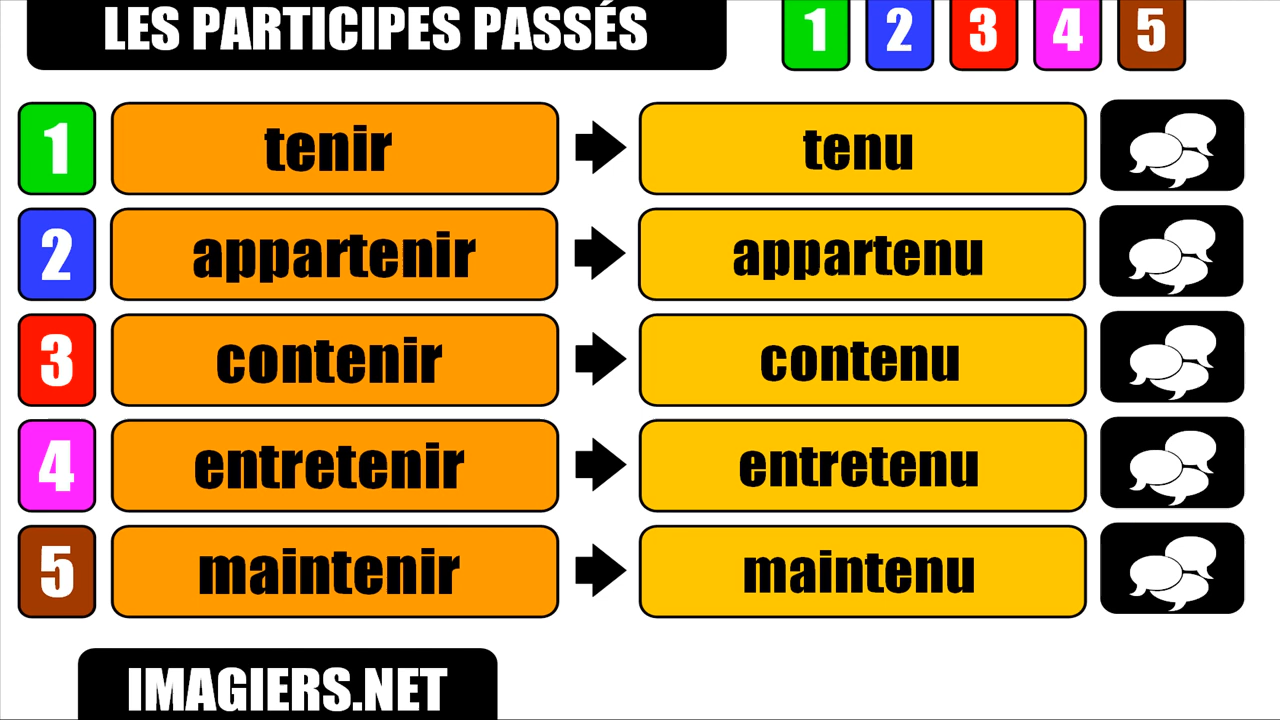 LES PARTICIPES PASSÉS 1 2 3 4 5
1 tenir tenu
2 appartenir appartenu
3 contenir contenu
4 entretenir entretenu
5 maintenir maintenu
IMAGIERS.NET